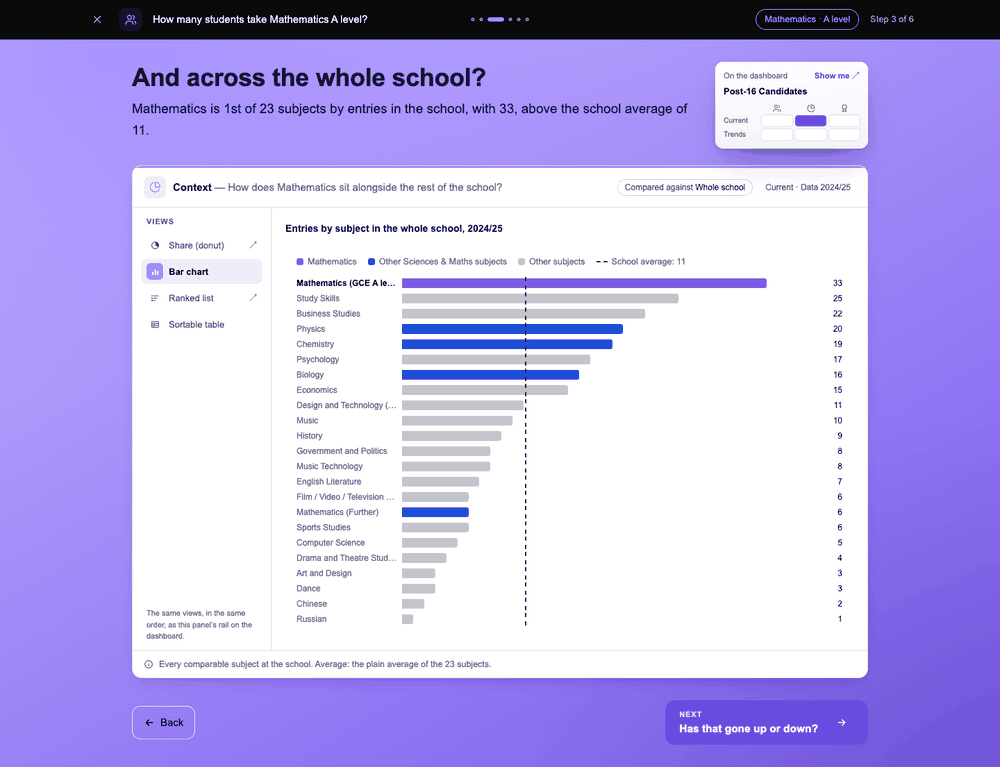 How many students take Mathematics A level?
Mathematics · A level
Step 3 of 6
And across the whole school?
Mathematics is 1st of 23 subjects by entries in the school, with 33, above the school average of
11.
On the dashboard
Show me
Post-16 Candidates
Current
Trends
Context — How does Mathematics sit alongside the rest of the school?
Compared against Whole school
Current · Data 2024/25
VIEWS
Share (donut)
Bar chart
Ranked list
Sortable table
The same views, in the same
order, as this panel's rail on the
dashboard.
Entries by subject in the whole school, 2024/25
Mathematics
Other Sciences & Maths subjects
Other subjects
School average: 11
Mathematics (GCE A le... 33
Study Skills 25
Business Studies 22
Physics 20
Chemistry 19
Psychology 17
Biology 16
Economics 15
Design and Technology (... 11
Music 10
History 9
Government and Politics 8
Music Technology 8
English Literature 7
Film / Video / Television ... 6
Mathematics (Further) 6
Sports Studies 6
Computer Science 5
Drama and Theatre Stud... 4
Art and Design 3
Dance 3
Chinese 2
Russian 1
Every comparable subject at the school. Average: the plain average of the 23 subjects.
Back
NEXT
Has that gone up or down?